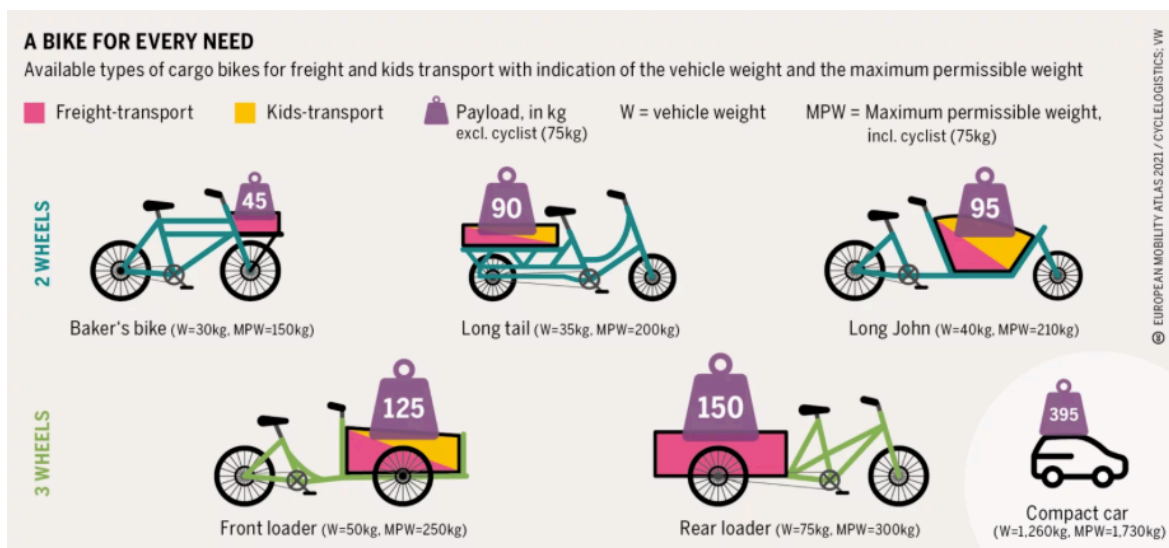 A BIKE FOR EVERY NEED
Available types of cargo bikes for freight and kids transport with indication of the vehicle weight and the maximum permissible weight
Freight-transport
Kids-transport
Payload, in kg
excl. cyclist (75kg)
W = vehicle weight
MPW = Maximum permissible weight,
incl. cyclist (75kg)
2 WHEELS
45
90
95
Baker's bike (W=30kg, MPW=150kg)
Long tail (W=35kg, MPW=200kg)
Long John (W=40kg, MPW=210kg)
3 WHEELS
125
150
395
Front loader (W=50kg, MPW=250kg)
Rear loader (W=75kg, MPW=300kg)
Compact car
(W=1,260kg, MPW=1,730kg)
EUROPEAN MOBILITY ATLAS 2021 / CYCLELOGISTICS: VW